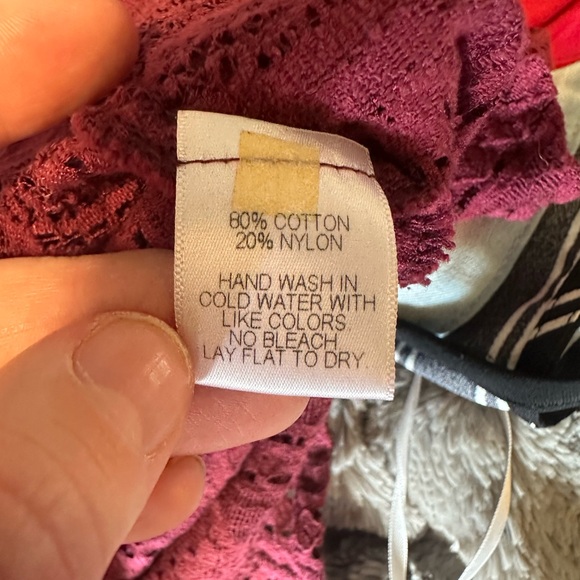 80% COTTON
20% NYLON
HAND WASH IN
COLD WATER WITH
LIKE COLORS
NO BLEACH.
LAY FLAT TO DRY.